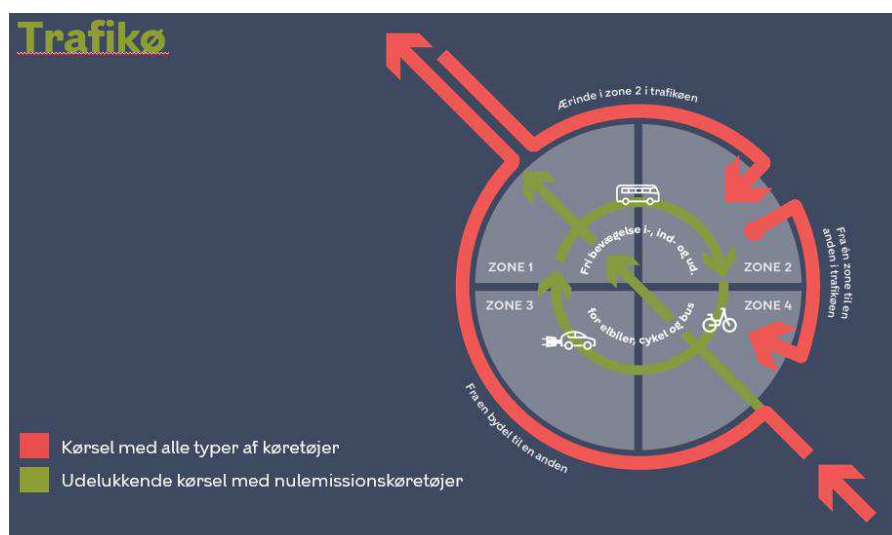 Trafikø
Ærinde i zone 2 i trafikøen
Fri bevægelse i-, ind- og ud.
ZONE 1
ZONE 2
Fra én zone til en
anden i trafikøen
ZONE 3
ZONE 4
for elbiler, cykel og bus
Fra en bydel til en anden
Kørsel med alle typer af køretøjer
Udelukkende kørsel med nulemissionskøretøjer